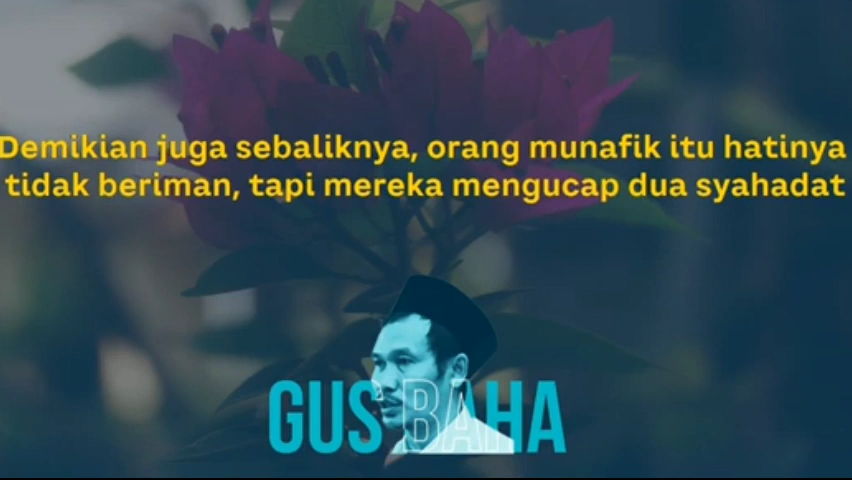 Demikian juga sebaliknya, orang munafik itu hatinya
tidak beriman, tapi mereka mengucap dua syahadat
GUS BAHA